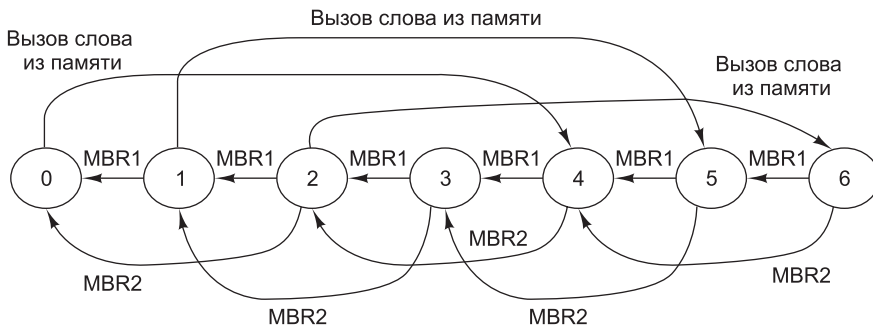 Вызов слова из памяти
Вызов слова
из памяти
Вызов слова
из памяти
MBR1 MBR1 MBR1 MBR1 MBR1 MBR1
0 1 2 3 4 5 6
MBR2
MBR2
MBR2
MBR2
MBR2